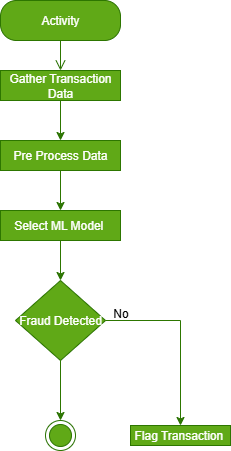 Activity
Gather Transaction
Data
Pre Process Data
Select ML Model
Fraud Detected
No
Flag Transaction